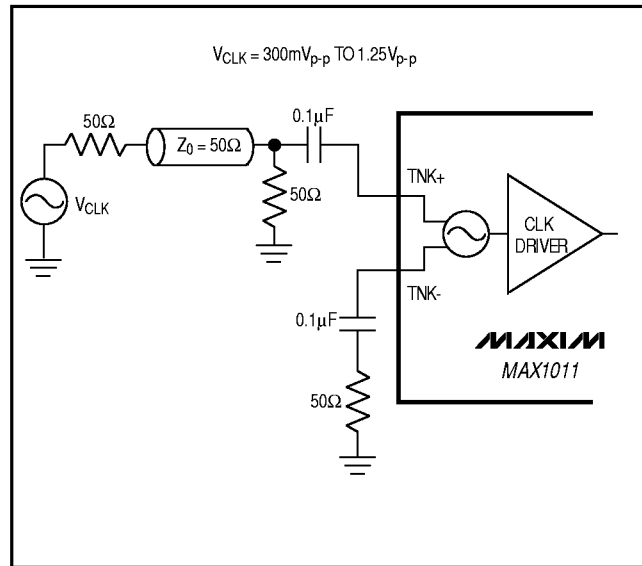 V_CLK = 300mV_p-p TO 1.25V_p-p
0.1µF
50Ω
Z_0 = 50Ω
TNK+
50Ω
V_CLK
CLK
DRIVER
TNK-
0.1µF
MAXIM
MAX1011
50Ω